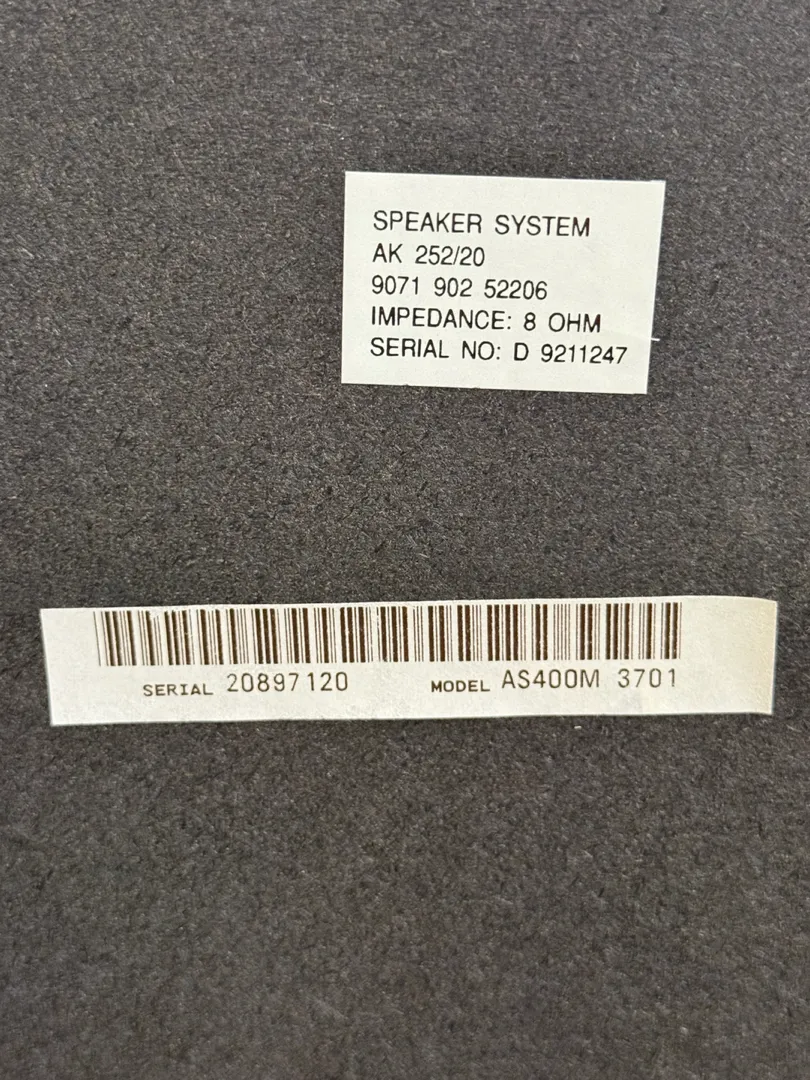 SPEAKER SYSTEM
AK 252/20
9071 902 52206
IMPEDANCE: 8 OHM
SERIAL NO: D 9211247
SERIAL 20897120 MODEL AS400M 3701